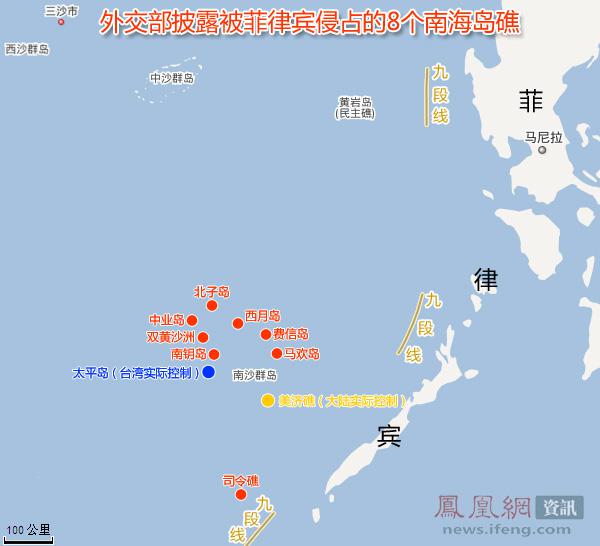 外交部披露被菲律宾侵占的8个南海岛礁
三沙市
西沙群岛
中沙群岛
黄岩岛
(民主礁)
九段线
菲
马尼拉
律
北子岛
中业岛
西月岛
双黄沙洲
费信岛
南钥岛
马欢岛
九段线
太平岛（台湾实际控制）
南沙群岛
美济礁（大陆实际控制）
宾
司令礁
九段线
100 公里
鳳凰網 資訊
news.ifeng.com